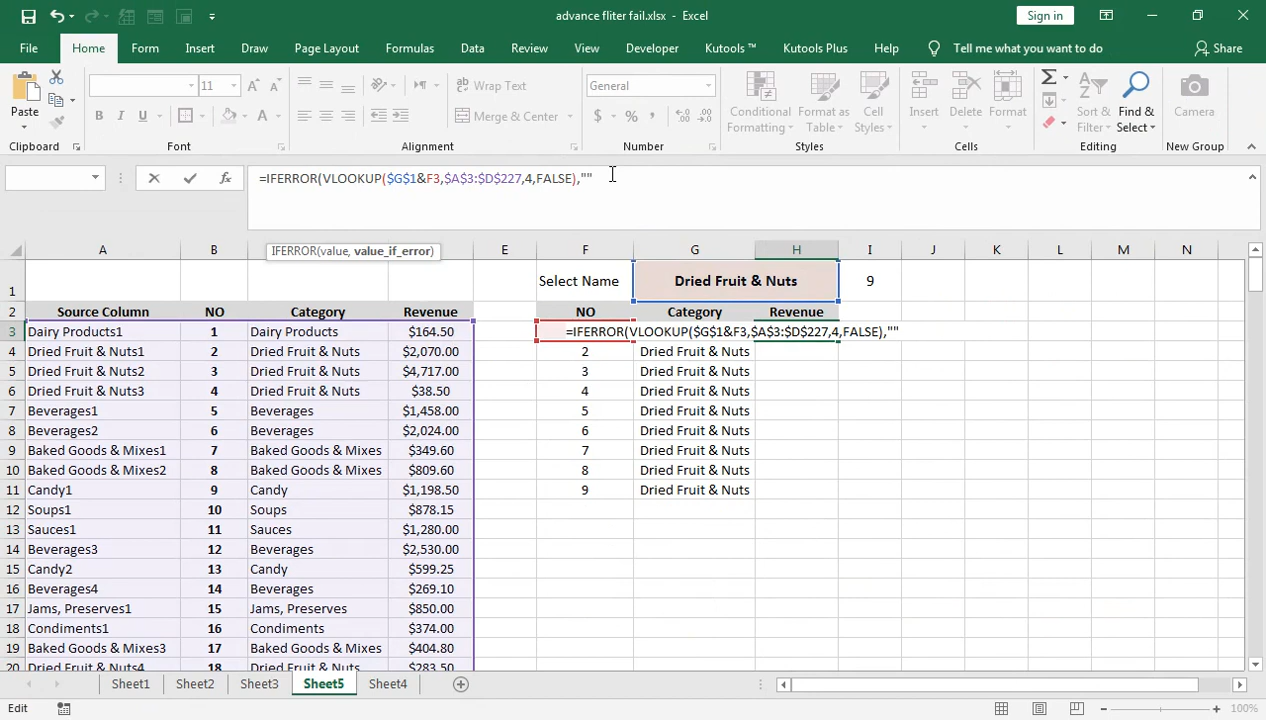 advance fliter fail.xlsx - Excel
Sign in
File Home Form Insert Draw Page Layout Formulas Data Review View Developer Kutools ™ Kutools Plus Help Tell me what you want to do Share
Paste
11
B I U
Wrap Text
Merge & Center
General
$ % ,
Conditional Formatting
Format as Table
Cell Styles
Insert
Delete
Format
Sort & Filter
Find & Select
Camera
Clipboard Font Alignment Number Styles Cells Editing New Group
=IFERROR(VLOOKUP($G$1&F3,$A$3:$D$227,4,FALSE),""
IFERROR(value, value_if_error)
A B E F G H I J K L M N
1 Select Name Dried Fruit & Nuts 9
2 Source Column NO Category Revenue NO Category Revenue
3 Dairy Products1 1 Dairy Products $164.50 =IFERROR(VLOOKUP($G$1&F3,$A$3:$D$227,4,FALSE),""
4 Dried Fruit & Nuts1 2 Dried Fruit & Nuts $2,070.00 2 Dried Fruit & Nuts
5 Dried Fruit & Nuts2 3 Dried Fruit & Nuts $4,717.00 3 Dried Fruit & Nuts
6 Dried Fruit & Nuts3 4 Dried Fruit & Nuts $38.50 4 Dried Fruit & Nuts
7 Beverages1 5 Beverages $1,458.00 5 Dried Fruit & Nuts
8 Beverages2 6 Beverages $2,024.00 6 Dried Fruit & Nuts
9 Baked Goods & Mixes1 7 Baked Goods & Mixes $349.60 7 Dried Fruit & Nuts
10 Baked Goods & Mixes2 8 Baked Goods & Mixes $809.60 8 Dried Fruit & Nuts
11 Candy1 9 Candy $1,198.50 9 Dried Fruit & Nuts
12 Soups1 10 Soups $878.15
13 Sauces1 11 Sauces $1,280.00
14 Beverages3 12 Beverages $2,530.00
15 Candy2 13 Candy $599.25
16 Beverages4 14 Beverages $269.10
17 Jams, Preserves1 15 Jams, Preserves $850.00
18 Condiments1 16 Condiments $374.00
19 Baked Goods & Mixes3 17 Baked Goods & Mixes $404.80
20 Dried Fruit & Nuts4 18 Dried Fruit & Nuts $283.50
Sheet1 Sheet2 Sheet3 Sheet5 Sheet4
Edit
100%